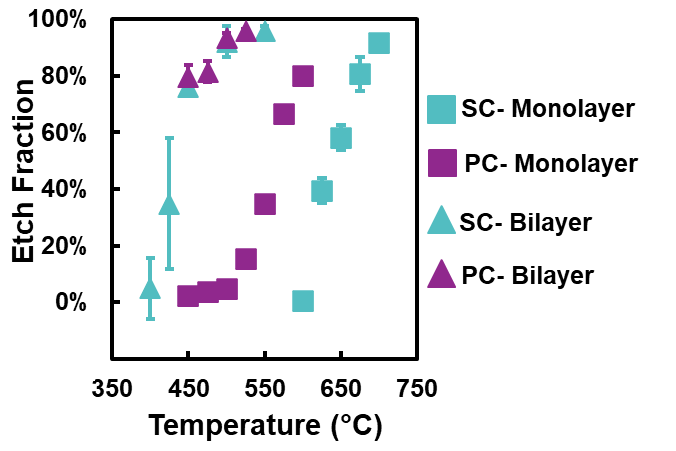 Etch Fraction
100%
80%
60%
40%
20%
0%
350 450 550 650 750
Temperature (°C)
SC- Monolayer
PC- Monolayer
SC- Bilayer
PC- Bilayer